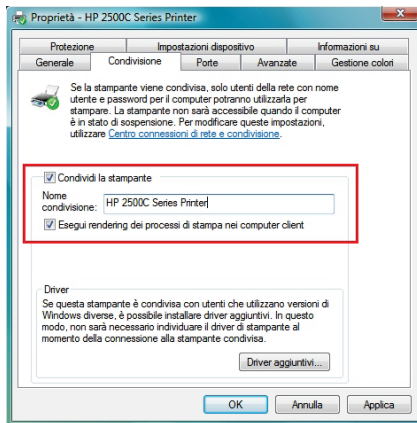 Proprietà - HP 2500C Series Printer
Protezione Impostazioni dispositivo Informazioni su
Generale Condivisione Porte Avanzate Gestione colori
Se la stampante viene condivisa, solo utenti della rete con nome
utente e password per il computer potranno utilizzarla per
stampare. La stampante non sarà accessibile quando il computer
è in stato di sospensione. Per modificare queste impostazioni,
utilizzare Centro connessioni di rete e condivisione.
Condividi la stampante
Nome
condivisione: HP 2500C Series Printer
Esegui rendering dei processi di stampa nei computer client
Driver
Se questa stampante è condivisa con utenti che utilizzano versioni di
Windows diverse, è possibile installare driver aggiuntivi. In questo
modo, non sarà necessario individuare il driver di stampante al
momento della connessione alla stampante condivisa.
Driver aggiuntivi...
OK Annulla Applica